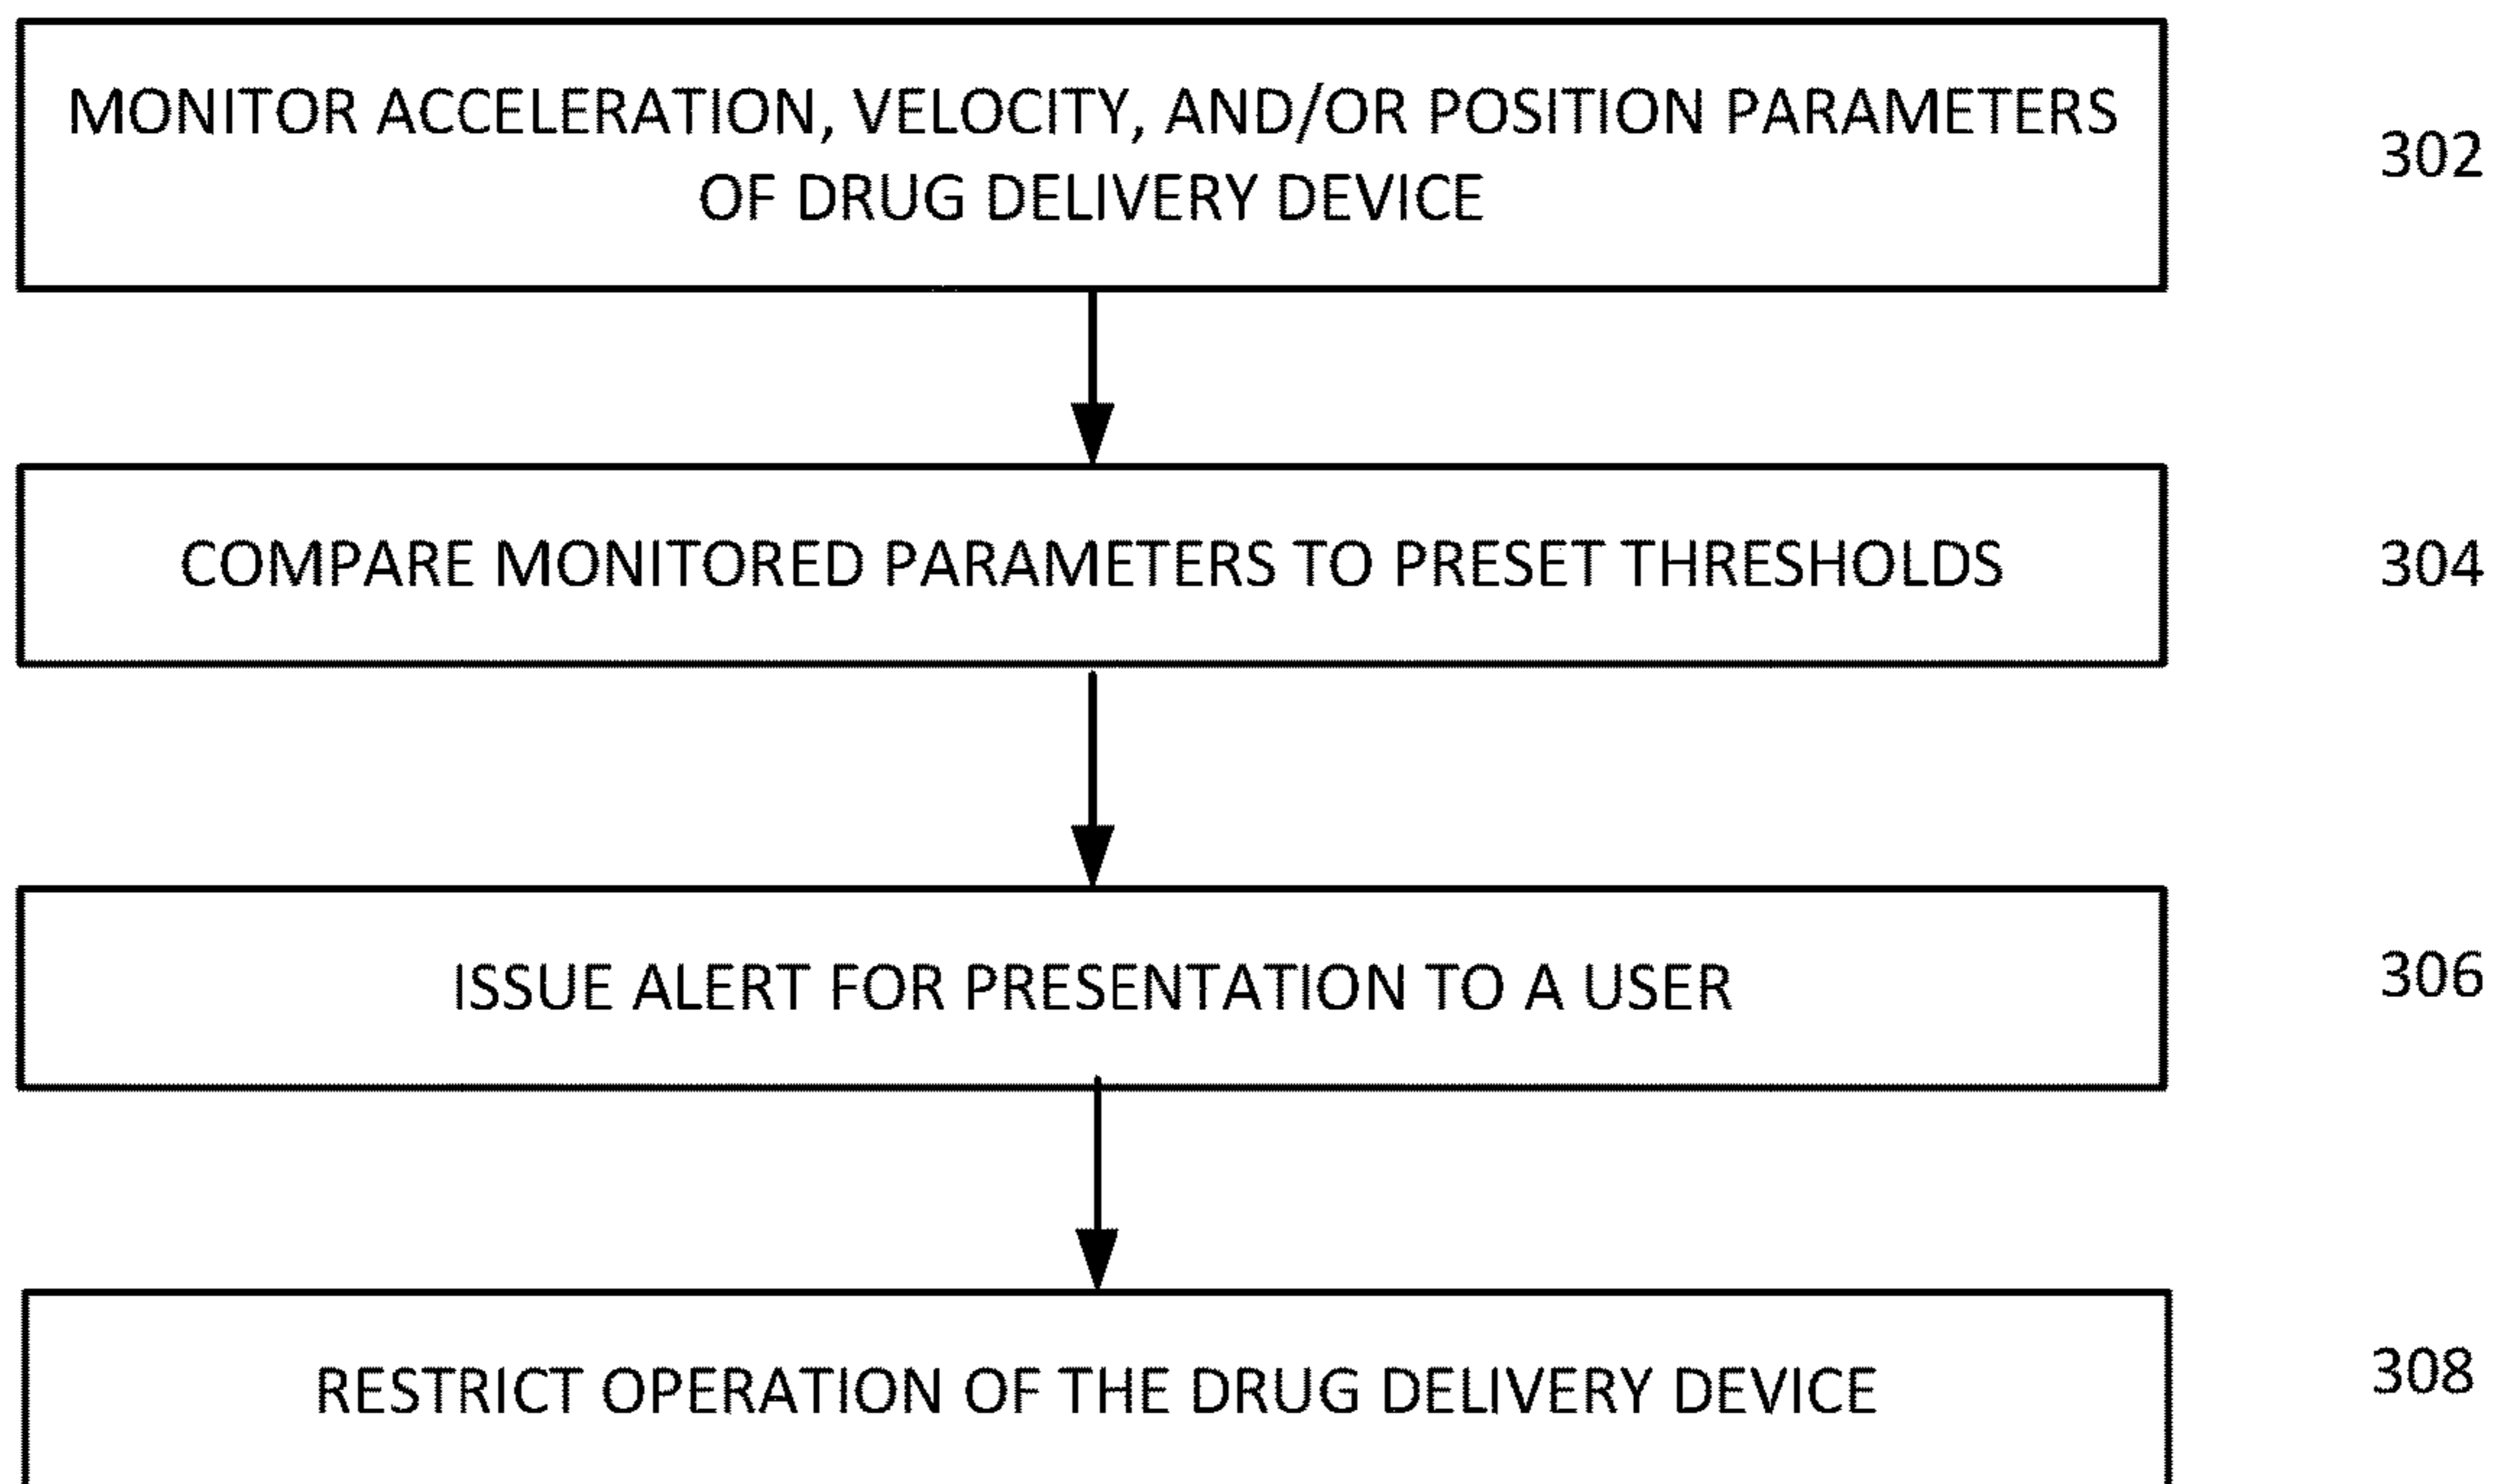 MONITOR ACCELERATION, VELOCITY, AND/OR POSITION PARAMETERS
OF DRUG DELIVERY DEVICE
302
COMPARE MONITORED PARAMETERS TO PRESET THRESHOLDS
304
ISSUE ALERT FOR PRESENTATION TO A USER
306
RESTRICT OPERATION OF THE DRUG DELIVERY DEVICE
308